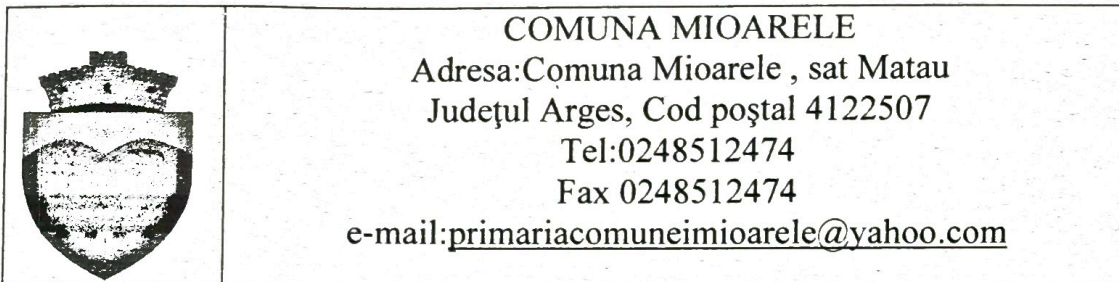 COMUNA MIOARELE
Adresa:Comuna Mioarele , sat Matau
Judeţul Arges, Cod poştal 4122507
Tel:0248512474
Fax 0248512474
e-mail:primariacomuneimioarele@yahoo.com